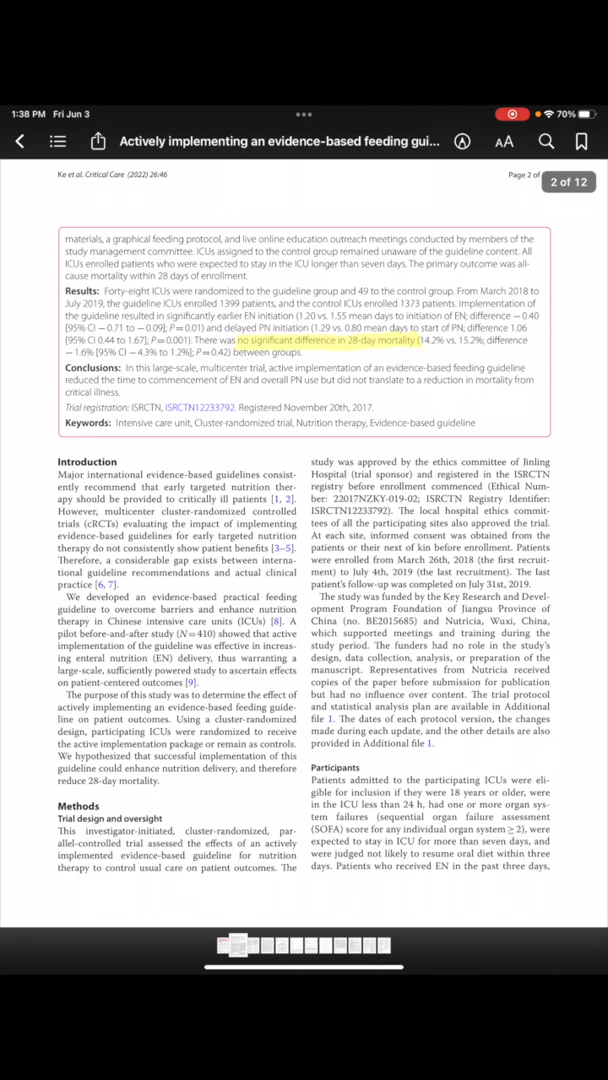 1:38 PM Fri Jun 3
70%
Actively implementing an evidence-based feeding gui...
AA
Ke et al. Critical Care (2022) 26:46
Page 2 of
2 of 12
materials, a graphical feeding protocol, and live online education outreach meetings conducted by members of the
study management committee. ICUs assigned to the control group remained unaware of the guideline content. All
ICUs enrolled patients who were expected to stay in the ICU longer than seven days. The primary outcome was all-
cause mortality within 28 days of enrollment.
Results: Forty-eight ICUs were randomized to the guideline group and 49 to the control group. From March 2018 to
July 2019, the guideline ICUs enrolled 1399 patients, and the control ICUs enrolled 1373 patients. Implementation of
the guideline resulted in significantly earlier EN initiation (1.20 vs. 1.55 mean days to initiation of EN; difference − 0.40
[95% CI − 0.71 to − 0.09]; P = 0.01) and delayed PN initiation (1.29 vs. 0.80 mean days to start of PN; difference 1.06
[95% CI 0.44 to 1.67]; P = 0.001). There was no significant difference in 28-day mortality (14.2% vs. 15.2%; difference
− 1.6% [95% CI − 4.3% to 1.2%]; P = 0.42) between groups.
Conclusions: In this large-scale, multicenter trial, active implementation of an evidence-based feeding guideline
reduced the time to commencement of EN and overall PN use but did not translate to a reduction in mortality from
critical illness.
Trial registration: ISRCTN, ISRCTN12233792. Registered November 20th, 2017.
Keywords: Intensive care unit, Cluster-randomized trial, Nutrition therapy, Evidence-based guideline
Introduction
Major international evidence-based guidelines consist-
ently recommend that early targeted nutrition ther-
apy should be provided to critically ill patients [1, 2].
However, multicenter cluster-randomized controlled
trials (cRCTs) evaluating the impact of implementing
evidence-based guidelines for early targeted nutrition
therapy do not consistently show patient benefits [3–5].
Therefore, a considerable gap exists between interna-
tional guideline recommendations and actual clinical
practice [6, 7].
We developed an evidence-based practical feeding
guideline to overcome barriers and enhance nutrition
therapy in Chinese intensive care units (ICUs) [8]. A
pilot before-and-after study (N = 410) showed that active
implementation of the guideline was effective in increas-
ing enteral nutrition (EN) delivery, thus warranting a
large-scale, sufficiently powered study to ascertain effects
on patient-centered outcomes [9].
The purpose of this study was to determine the effect of
actively implementing an evidence-based feeding guide-
line on patient outcomes. Using a cluster-randomized
design, participating ICUs were randomized to receive
the active implementation package or remain as controls.
We hypothesized that successful implementation of this
guideline could enhance nutrition delivery, and therefore
reduce 28-day mortality.
Methods
Trial design and oversight
This investigator-initiated, cluster-randomized, par-
allel-controlled trial assessed the effects of an actively
implemented evidence-based guideline for nutrition
therapy to control usual care on patient outcomes. The
study was approved by the ethics committee of Jinling
Hospital (trial sponsor) and registered in the ISRCTN
registry before enrollment commenced (Ethical Num-
ber: 22017NZKY-019-02; ISRCTN Registry Identifier:
ISRCTN12233792). The local hospital ethics commit-
tees of all the participating sites also approved the trial.
At each site, informed consent was obtained from the
patients or their next of kin before enrollment. Patients
were enrolled from March 26th, 2018 (the first recruit-
ment) to July 4th, 2019 (the last recruitment). The last
patient's follow-up was completed on July 31st, 2019.
The study was funded by the Key Research and Devel-
opment Program Foundation of Jiangsu Province of
China (no. BE2015685) and Nutricia, Wuxi, China,
which supported meetings and training during the
study period. The funders had no role in the study's
design, data collection, analysis, or preparation of the
manuscript. Representatives from Nutricia received
copies of the paper before submission for publication
but had no influence over content. The trial protocol
and statistical analysis plan are available in Additional
file 1. The dates of each protocol version, the changes
made during each update, and the other details are also
provided in Additional file 1.
Participants
Patients admitted to the participating ICUs were eli-
gible for inclusion if they were 18 years or older, were
in the ICU less than 24 h, had one or more organ sys-
tem failures (sequential organ failure assessment
(SOFA) score for any individual organ system ≥ 2), were
expected to stay in ICU for more than seven days, and
were judged not likely to resume oral diet within three
days. Patients who received EN in the past three days,